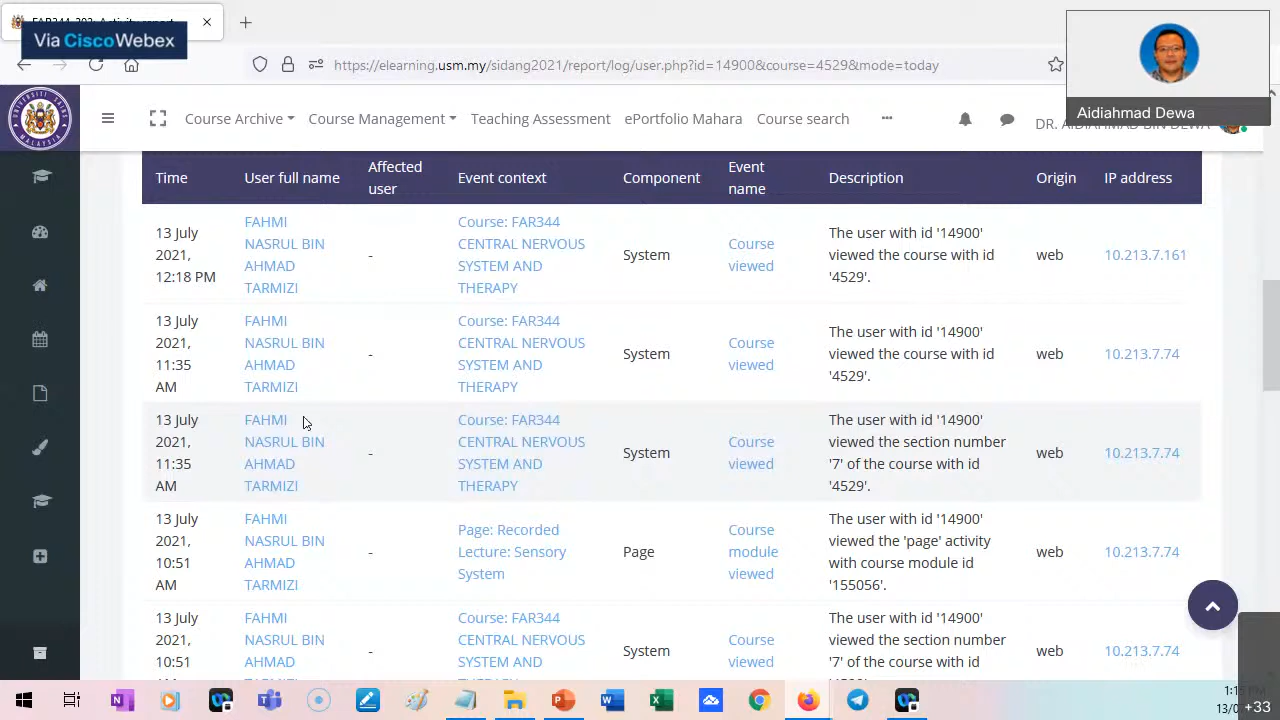 FAR344-202: Activity report
Via CiscoWebex
https://elearning.usm.my/sidang2021/report/log/user.php?id=14900&course=4529&mode=today
Aidiahmad Dewa
Course Archive
Course Management
Teaching Assessment
ePortfolio Mahara
Course search
DR. AIDIAHMAD BIN DEWA
UNIVERSITI SAINS MALAYSIA
Time
User full name
Affected
user
Event context
Component
Event
name
Description
Origin
IP address
13 July
2021,
12:18 PM
FAHMI
NASRUL BIN
AHMAD
TARMIZI
-
Course: FAR344
CENTRAL NERVOUS
SYSTEM AND
THERAPY
System
Course
viewed
The user with id '14900'
viewed the course with id
'4529'.
web
10.213.7.161
13 July
2021,
11:35
AM
FAHMI
NASRUL BIN
AHMAD
TARMIZI
-
Course: FAR344
CENTRAL NERVOUS
SYSTEM AND
THERAPY
System
Course
viewed
The user with id '14900'
viewed the course with id
'4529'.
web
10.213.7.74
13 July
2021,
11:35
AM
FAHMI
NASRUL BIN
AHMAD
TARMIZI
-
Course: FAR344
CENTRAL NERVOUS
SYSTEM AND
THERAPY
System
Course
viewed
The user with id '14900'
viewed the section number
'7' of the course with id
'4529'.
web
10.213.7.74
13 July
2021,
10:51
AM
FAHMI
NASRUL BIN
AHMAD
TARMIZI
-
Page: Recorded
Lecture: Sensory
System
Page
Course
module
viewed
The user with id '14900'
viewed the 'page' activity
with course module id
'155056'.
web
10.213.7.74
13 July
2021,
10:51
FAHMI
NASRUL BIN
AHMAD
-
Course: FAR344
CENTRAL NERVOUS
SYSTEM AND
System
Course
viewed
The user with id '14900'
viewed the section number
'7' of the course with id
web
10.213.7.74
+33